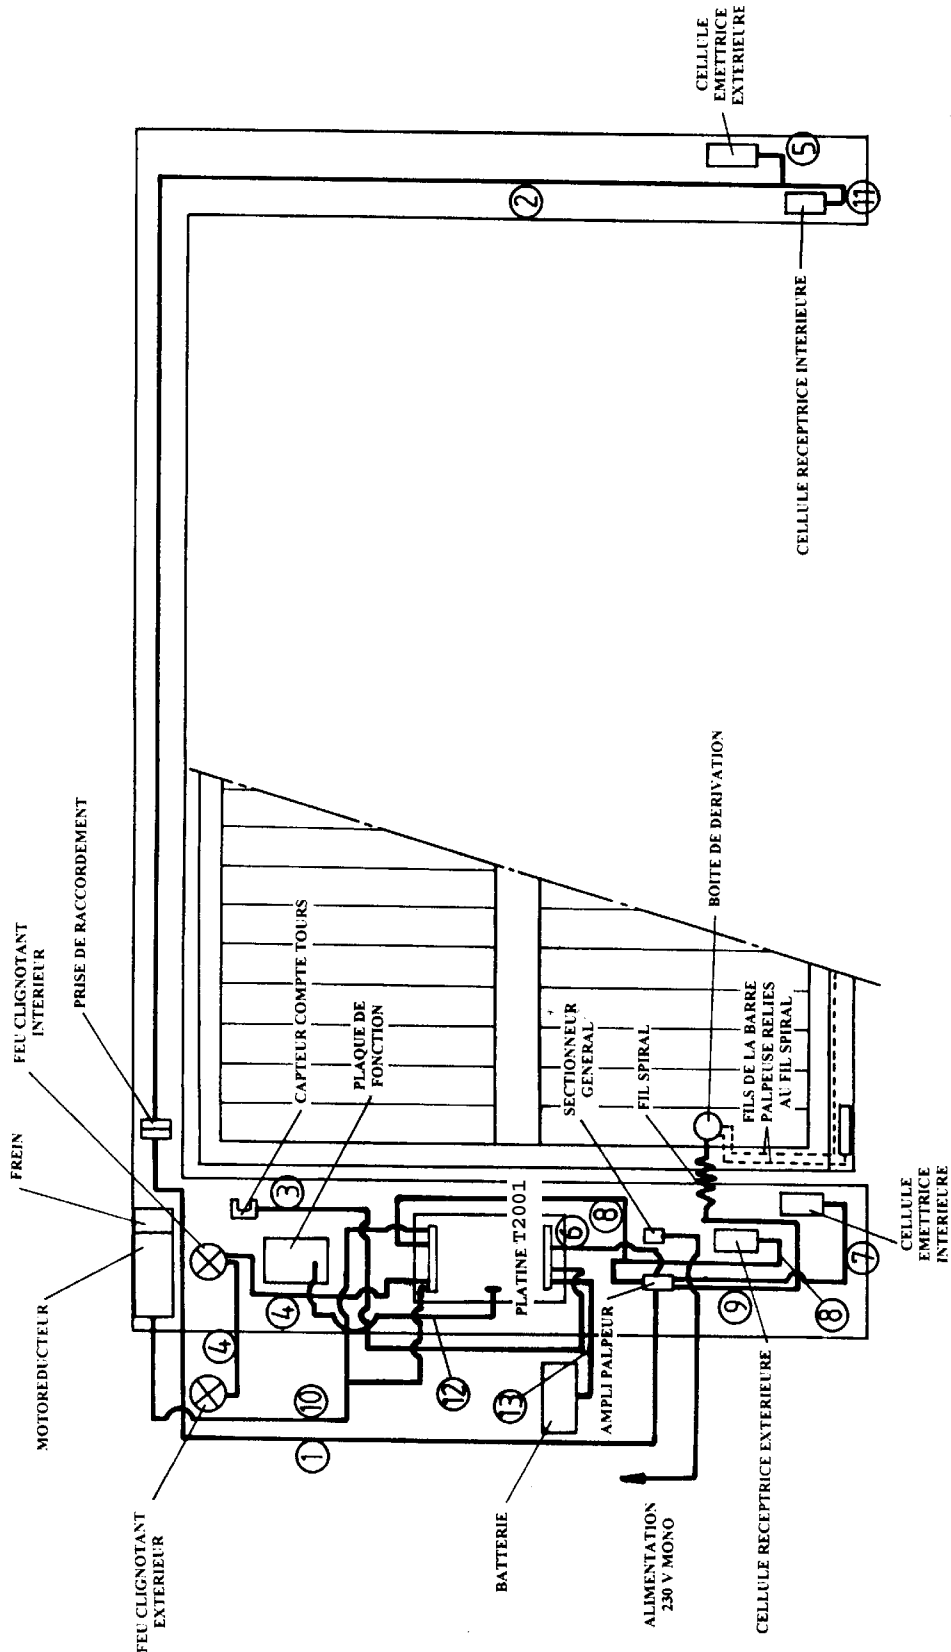 FEU CLIGNOTANT
EXTERIEUR
MOTOREDUCTEUR
FREIN
FEU CLIGNOTANT
INTERIEUR
PRISE DE RACCORDEMENT
CAPTEUR COMPTE TOURS
PLAQUE DE
FONCTION
4
4
10
1
3
12
13
BATTERIE
PLATINE T2001
6
8
AMPLI PALPEUR
SECTIONNEUR
GENERAL
FIL SPIRAL
BOITE DE DERIVATION
FILS DE LA BARRE
PALPEUSE RELIES
AU FIL SPIRAL
ALIMENTATION
230 V MONO
9
8
7
CELLULE RECEPTRICE EXTERIEURE
CELLULE
EMETTRICE
INTERIEURE
2
CELLULE RECEPTRICE INTERIEURE
CELLULE
EMETTRICE
EXTERIEURE
5
11